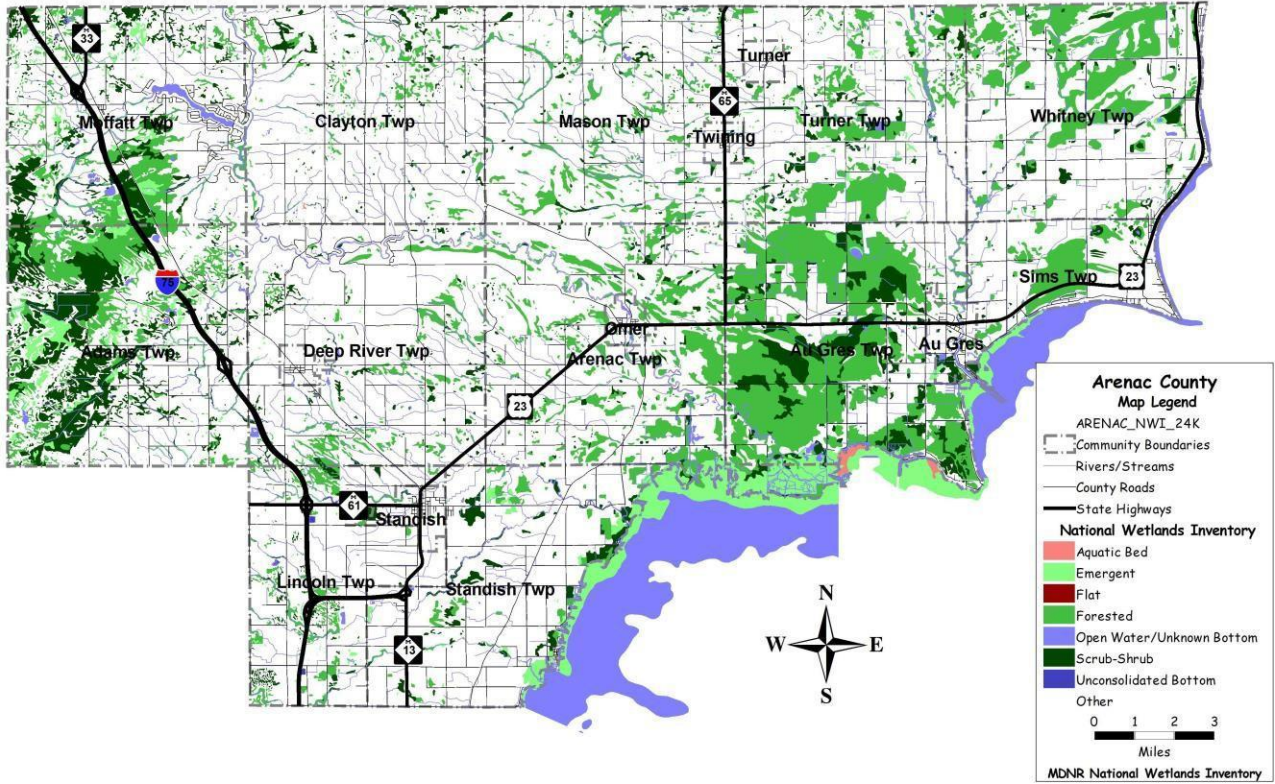 M
33
Turner
M
65
Moffatt Twp
Clayton Twp
Mason Twp
Turner Twp
Whitney Twp
Twining
75
Sims Twp
23
Omer
Adams Twp
Deep River Twp
Arenac Twp
Au Gres Twp
Au Gres
23
M
61
Standish
Lincoln Twp
Standish Twp
M
13
N
W
E
S
Arenac County
Map Legend
ARENAC_NWI_24K
Community Boundaries
Rivers/Streams
County Roads
State Highways
National Wetlands Inventory
Aquatic Bed
Emergent
Flat
Forested
Open Water/Unknown Bottom
Scrub-Shrub
Unconsolidated Bottom
Other
0 1 2 3
Miles
MDNR National Wetlands Inventory